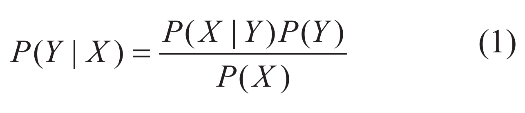 P(Y | X) = P(X | Y)P(Y) / P(X) (1)